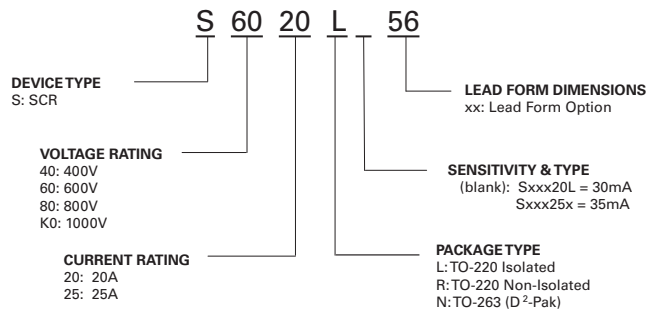 S 60 20 L _ 56
DEVICE TYPE
S: SCR
VOLTAGE RATING
40: 400V
60: 600V
80: 800V
K0: 1000V
CURRENT RATING
20: 20A
25: 25A
LEAD FORM DIMENSIONS
xx: Lead Form Option
SENSITIVITY & TYPE
(blank): Sxxx20L = 30mA
Sxxx25x = 35mA
PACKAGE TYPE
L: TO-220 Isolated
R: TO-220 Non-Isolated
N: TO-263 (D²-Pak)